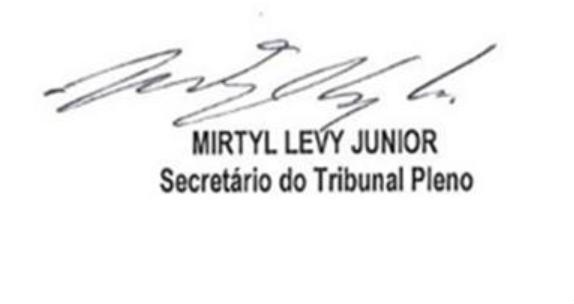 MIRTYL LEVY JUNIOR
Secretário do Tribunal Pleno